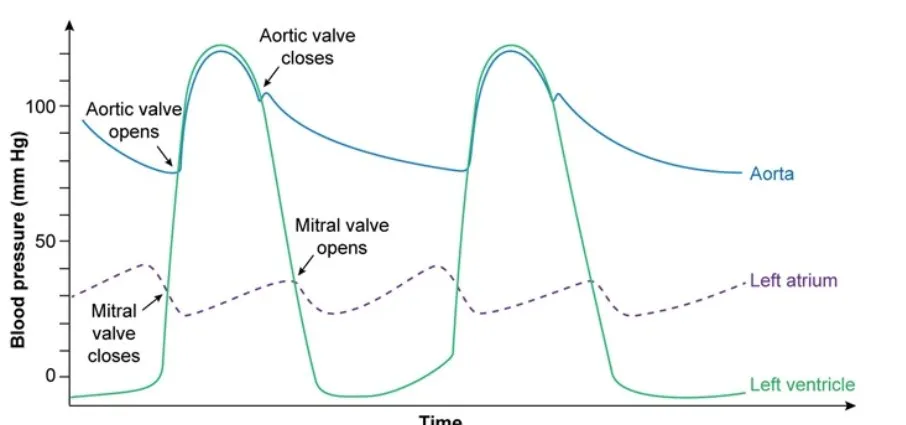 Aortic valve
closes
Aortic valve
opens
100
Mitral valve
opens
50
Mitral
valve
closes
0
Blood pressure (mm Hg)
Aorta
Left atrium
Left ventricle
Time